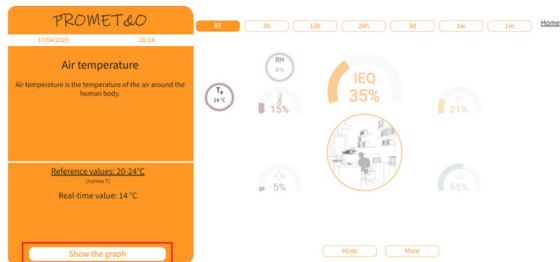 PROMET&O
17/04/2023 20:14
Air temperature
Air temperature is the temperature of the air around the
human body.
Reference values: 20-24°C
(norma T)
Real-time value: 14 °C
Show the graph
RT 3h 12h 24h 3d 1w 1m Home
RH
Ta
14 °C
IEQ
35%
15%
21%
5%
55%
Hints More